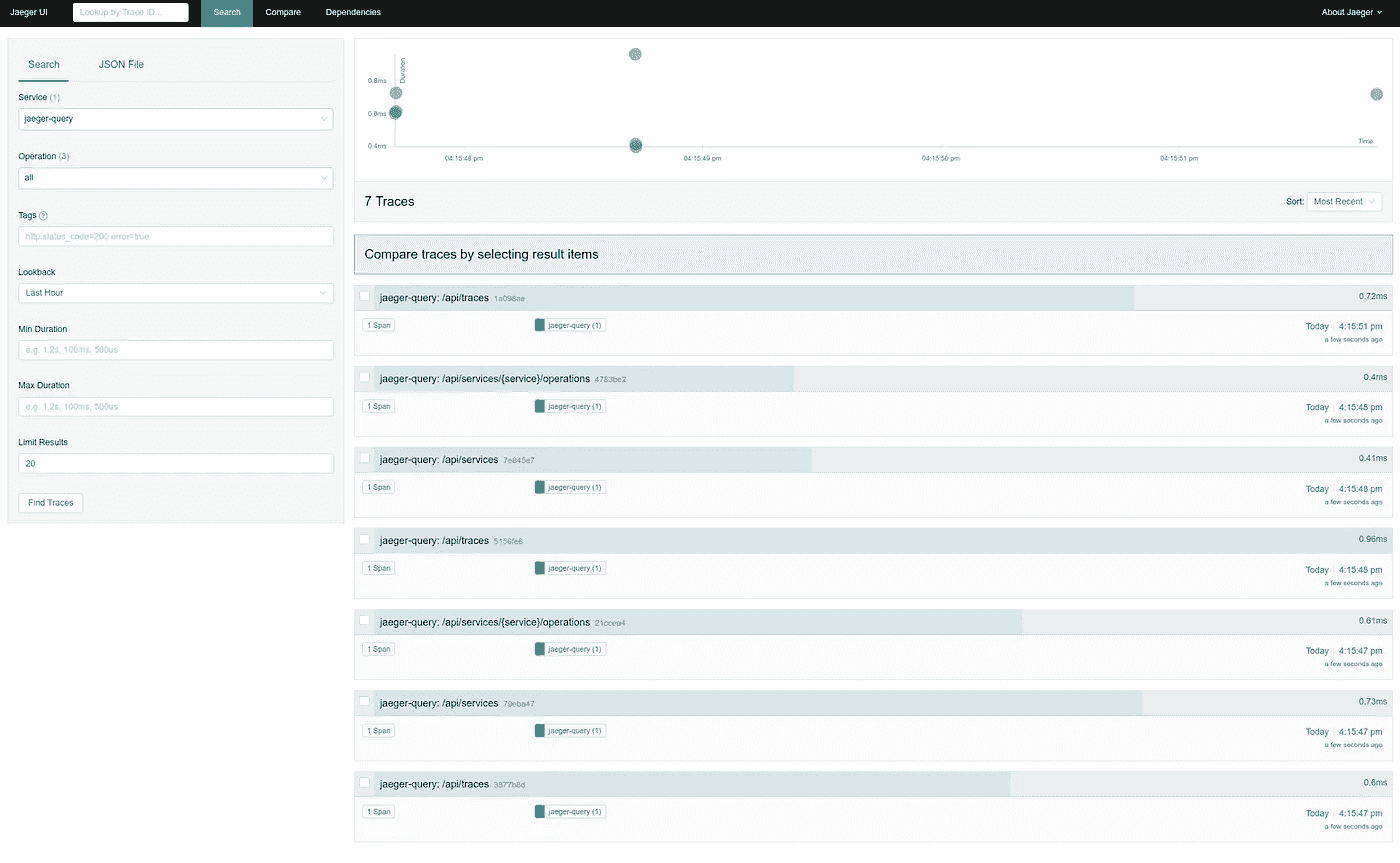 Jaeger UI
Lookup by Trace ID...
Search
Compare
Dependencies
About Jaeger
Search
JSON File
Service (1)
jaeger-query
Operation (3)
all
Tags
http.status_code=200 error=true
Lookback
Last Hour
Min Duration
e.g. 1.2s, 100ms, 500us
Max Duration
e.g. 1.2s, 100ms, 500us
Limit Results
20
Find Traces
Duration
0.8ms
0.6ms
0.4ms
Time
04:15:48 pm
04:15:49 pm
04:15:50 pm
04:15:51 pm
7 Traces
Sort: Most Recent
Compare traces by selecting result items
jaeger-query: /api/traces 1a098ae 0.72ms
1 Span jaeger-query (1) Today 4:15:51 pm
a few seconds ago
jaeger-query: /api/services/{service}/operations 4783be2 0.4ms
1 Span jaeger-query (1) Today 4:15:48 pm
a few seconds ago
jaeger-query: /api/services 7e845e7 0.41ms
1 Span jaeger-query (1) Today 4:15:48 pm
a few seconds ago
jaeger-query: /api/traces 5156fe8 0.96ms
1 Span jaeger-query (1) Today 4:15:48 pm
a few seconds ago
jaeger-query: /api/services/{service}/operations 21ccea4 0.61ms
1 Span jaeger-query (1) Today 4:15:47 pm
a few seconds ago
jaeger-query: /api/services 79eba47 0.73ms
1 Span jaeger-query (1) Today 4:15:47 pm
a few seconds ago
jaeger-query: /api/traces 3877b8d 0.6ms
1 Span jaeger-query (1) Today 4:15:47 pm
a few seconds ago